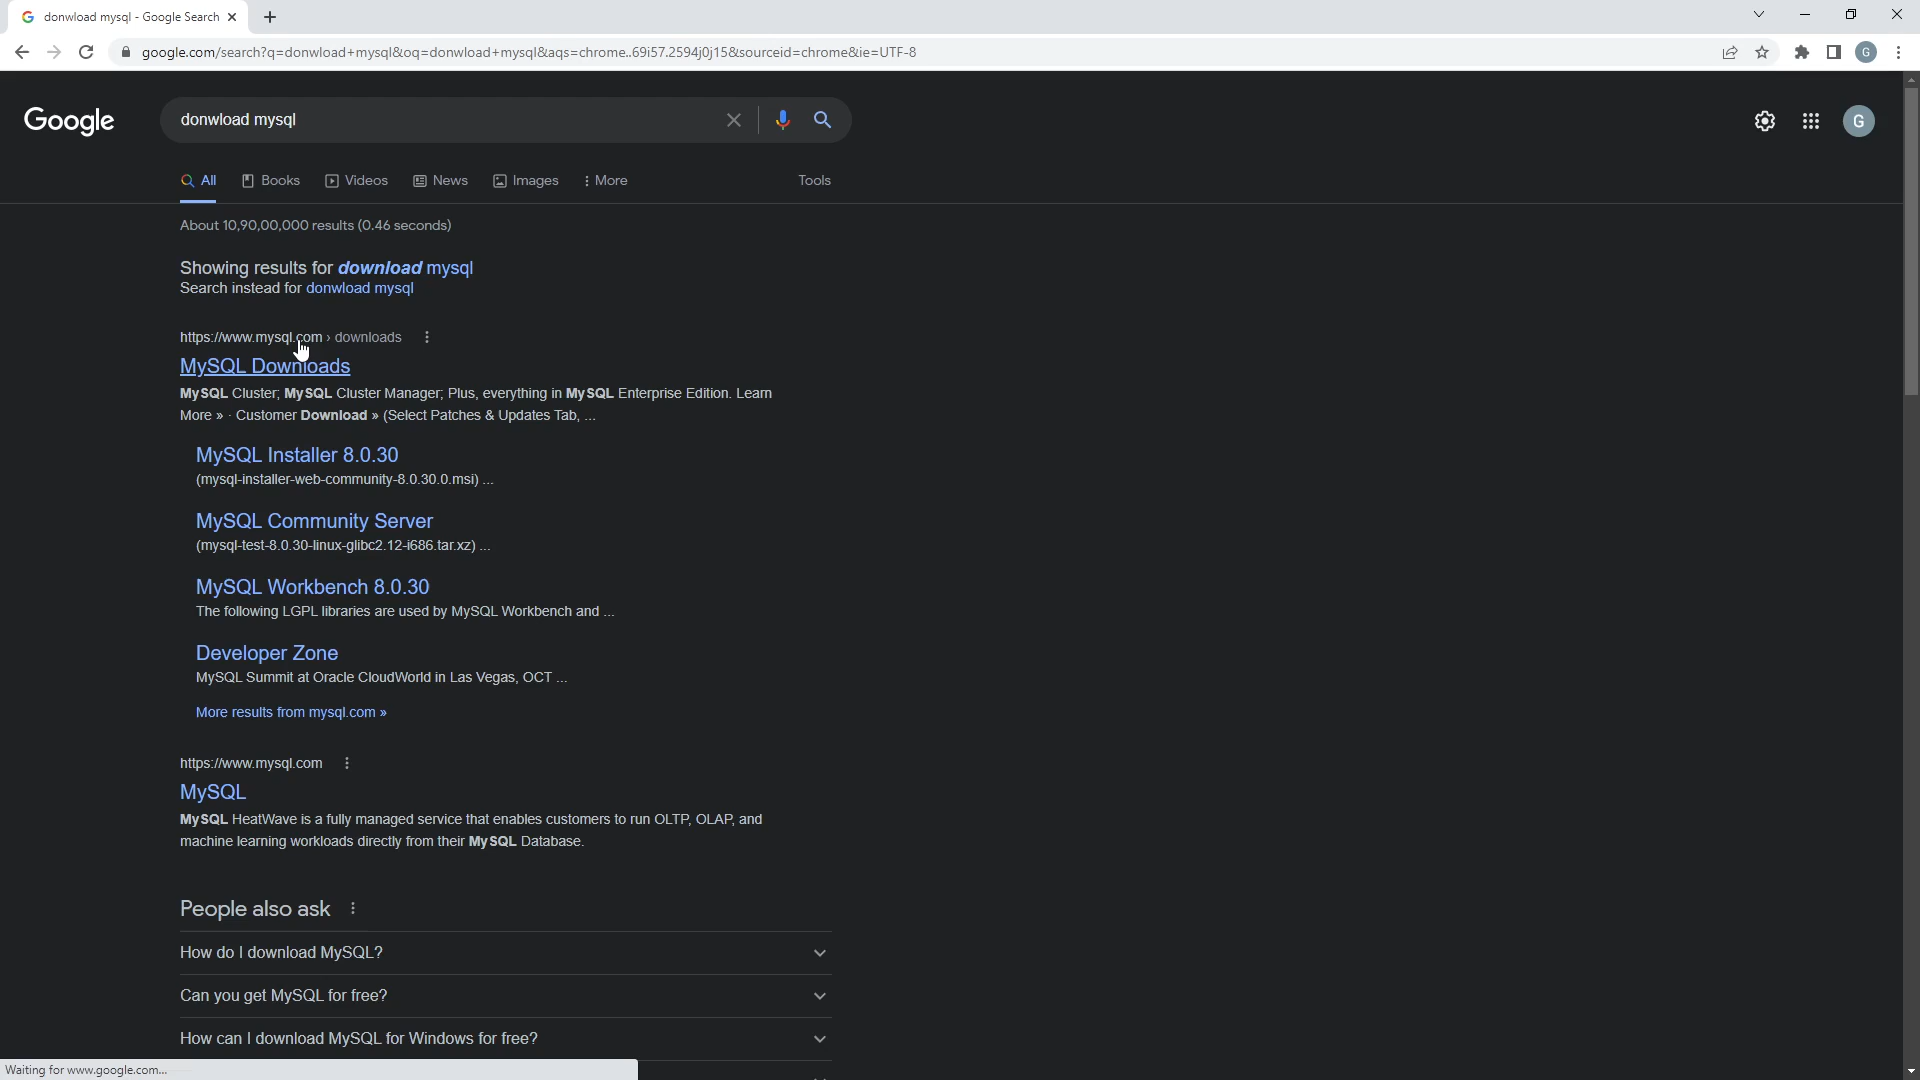 donwload mysql - Google Search
google.com/search?q=donwload+mysql&oq=donwload+mysql&aqs=chrome..69i57.2594j0j15&sourceid=chrome&ie=UTF-8
G
Google
donwload mysql
G
All
Books
Videos
News
Images
More
Tools
About 10,90,00,000 results (0.46 seconds)
Showing results for download mysql
Search instead for donwload mysql
https://www.mysql.com › downloads
MySQL Downloads
MySQL Cluster; MySQL Cluster Manager; Plus, everything in MySQL Enterprise Edition. Learn
More » · Customer Download » (Select Patches & Updates Tab, ...
MySQL Installer 8.0.30
(mysql-installer-web-community-8.0.30.0.msi) ...
MySQL Community Server
(mysql-test-8.0.30-linux-glibc2.12-i686.tar.xz) ...
MySQL Workbench 8.0.30
The following LGPL libraries are used by MySQL Workbench and ...
Developer Zone
MySQL Summit at Oracle CloudWorld in Las Vegas, OCT ...
More results from mysql.com »
https://www.mysql.com
MySQL
MySQL HeatWave is a fully managed service that enables customers to run OLTP, OLAP, and
machine learning workloads directly from their MySQL Database.
People also ask
How do I download MySQL?
Can you get MySQL for free?
How can I download MySQL for Windows for free?
Waiting for www.google.com...